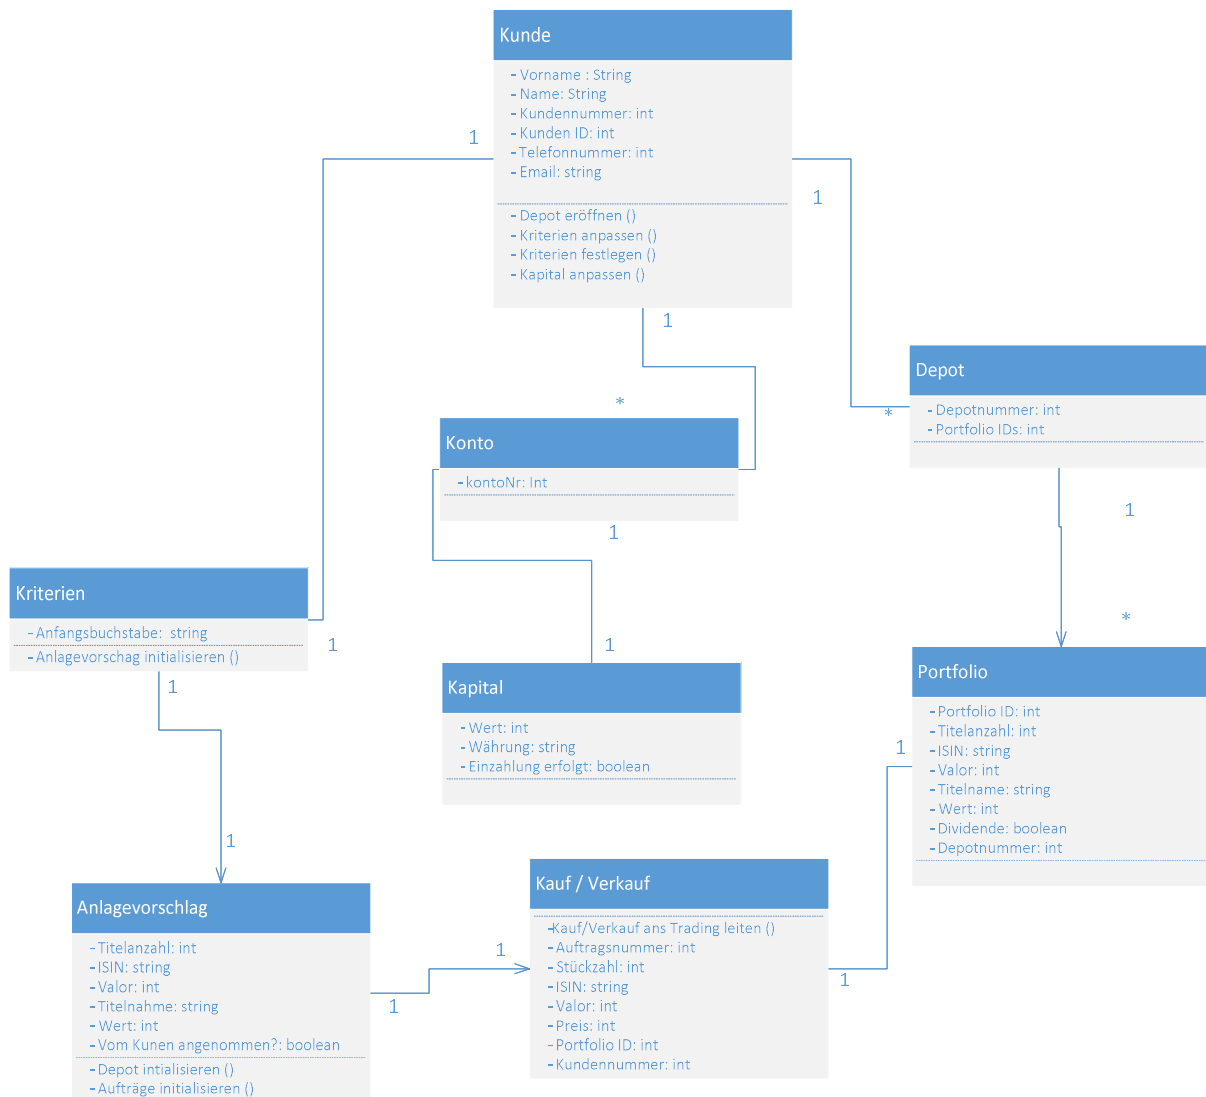 Kunde
- Vorname : String
- Name: String
- Kundennummer: int
- Kunden ID: int
- Telefonnummer: int
- Email: string
- Depot eröffnen ()
- Kriterien anpassen ()
- Kriterien festlegen ()
- Kapital anpassen ()
1
1
1
Depot
- Depotnummer: int
- Portfolio IDs: int
*
*
Konto
- kontoNr: Int
1
1
Kriterien
- Anfangsbuchstabe: string
- Anlagevorschag initialisieren ()
1
1
1
*
Kapital
- Wert: int
- Währung: string
- Einzahlung erfolgt: boolean
Portfolio
- Portfolio ID: int
- Titelanzahl: int
- ISIN: string
- Valor: int
- Titelname: string
- Wert: int
- Dividende: boolean
- Depotnummer: int
1
1
Anlagevorschlag
- Titelanzahl: int
- ISIN: string
- Valor: int
- Titelnahme: string
- Wert: int
- Vom Kunen angenommen?: boolean
- Depot intialisieren ()
- Aufträge initialisieren ()
1
1
Kauf / Verkauf
-Kauf/Verkauf ans Trading leiten ()
- Auftragsnummer: int
- Stückzahl: int
- ISIN: string
- Valor: int
- Preis: int
- Portfolio ID: int
- Kundennummer: int
1